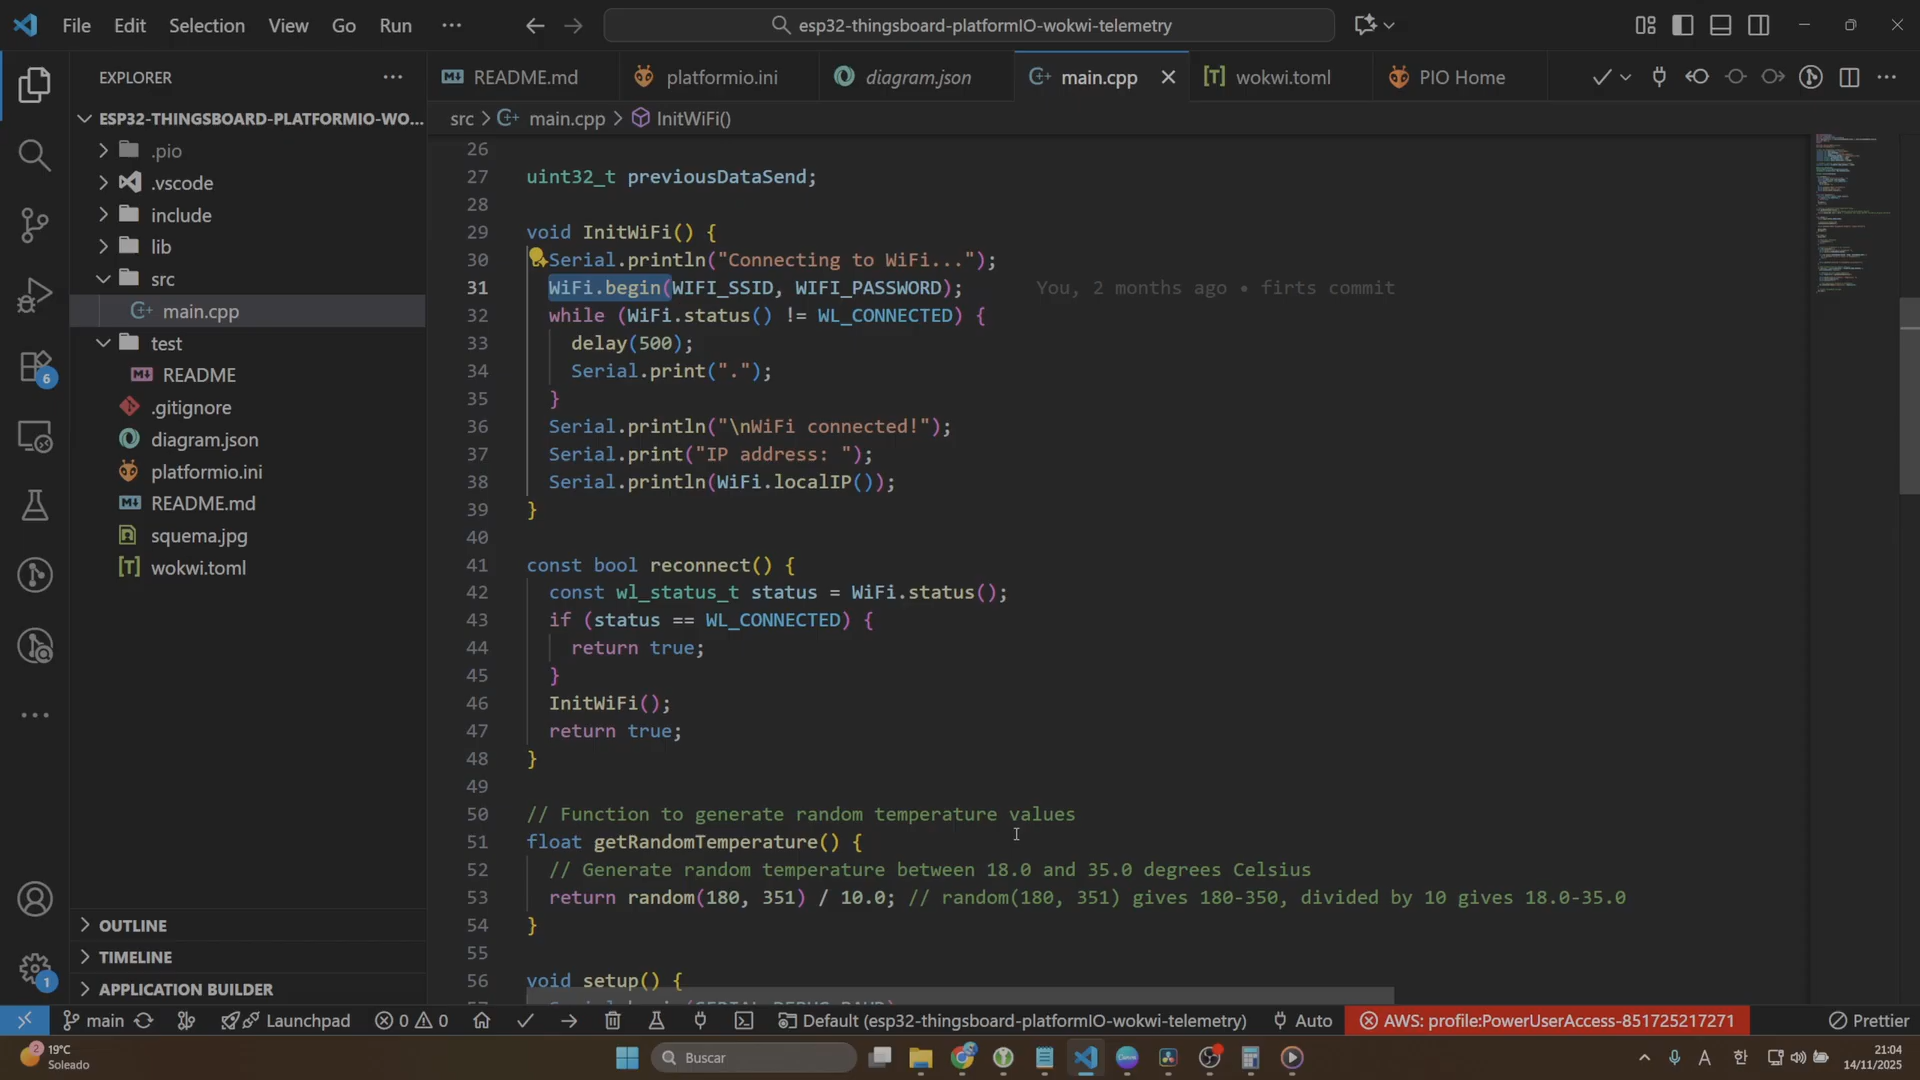 File Edit Selection View Go Run ··· esp32-thingsboard-platformIO-wokwi-telemetry
EXPLORER
README.md platformio.ini diagram.json main.cpp wokwi.toml PIO Home
ESP32-THINGSBOARD-PLATFORMIO-WO...
src > main.cpp > InitWiFi()
.pio
.vscode
include
lib
src
main.cpp
test
README
.gitignore
diagram.json
platformio.ini
README.md
squema.jpg
wokwi.toml
OUTLINE
TIMELINE
APPLICATION BUILDER
6
1
26
27 uint32_t previousDataSend;
28
29 void InitWiFi() {
30 Serial.println("Connecting to WiFi...");
31 WiFi.begin(WIFI_SSID, WIFI_PASSWORD); You, 2 months ago • firts commit
32 while (WiFi.status() != WL_CONNECTED) {
33 delay(500);
34 Serial.print(".");
35 }
36 Serial.println("\nWiFi connected!");
37 Serial.print("IP address: ");
38 Serial.println(WiFi.localIP());
39 }
40
41 const bool reconnect() {
42 const wl_status_t status = WiFi.status();
43 if (status == WL_CONNECTED) {
44 return true;
45 }
46 InitWiFi();
47 return true;
48 }
49
50 // Function to generate random temperature values
51 float getRandomTemperature() {
52 // Generate random temperature between 18.0 and 35.0 degrees Celsius
53 return random(180, 351) / 10.0; // random(180, 351) gives 180-350, divided by 10 gives 18.0-35.0
54 }
55
56 void setup() {
57 Serial.begin(SERIAL_DEBUG_BAUD)
main Launchpad 0 0 Default (esp32-thingsboard-platformIO-wokwi-telemetry) Auto AWS: profile:PowerUserAccess-851725217271 Prettier
2 19°C
Soleado
Buscar
A 한
21:04
14/11/2025